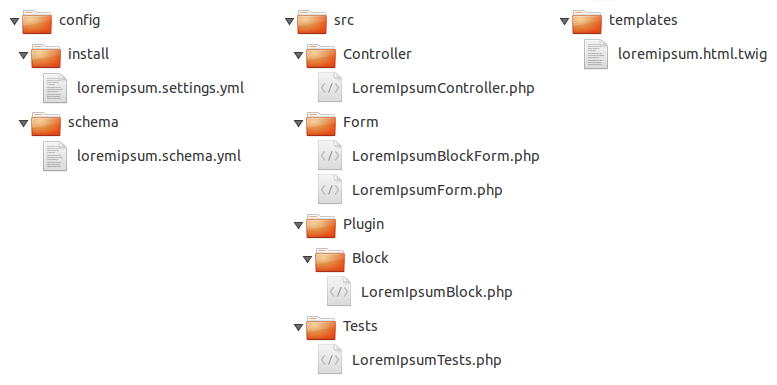 config
install
loremipsum.settings.yml
schema
loremipsum.schema.yml
src
Controller
LoremIpsumController.php
Form
LoremIpsumBlockForm.php
LoremIpsumForm.php
Plugin
Block
LoremIpsumBlock.php
Tests
LoremIpsumTests.php
templates
loremipsum.html.twig